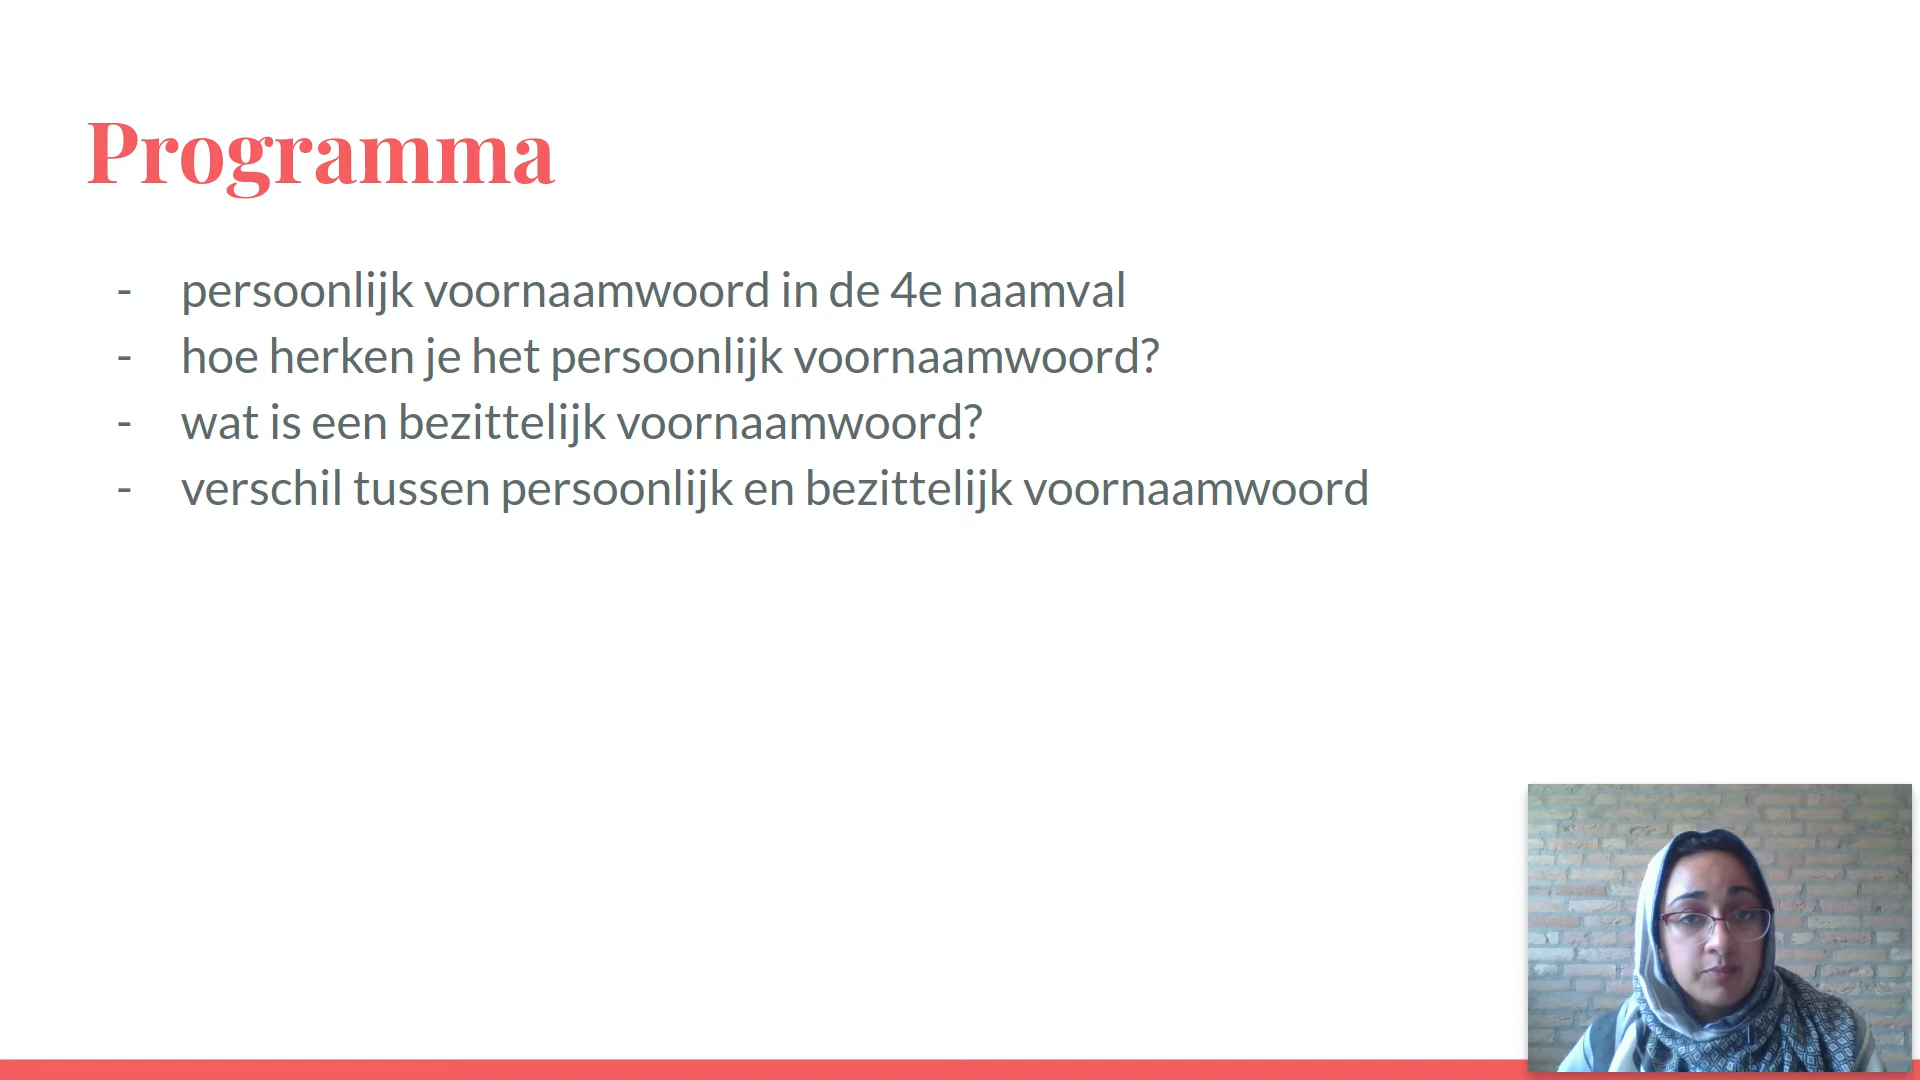 Programma
- persoonlijk voornaamwoord in de 4e naamval
- hoe herken je het persoonlijk voornaamwoord?
- wat is een bezittelijk voornaamwoord?
- verschil tussen persoonlijk en bezittelijk voornaamwoord